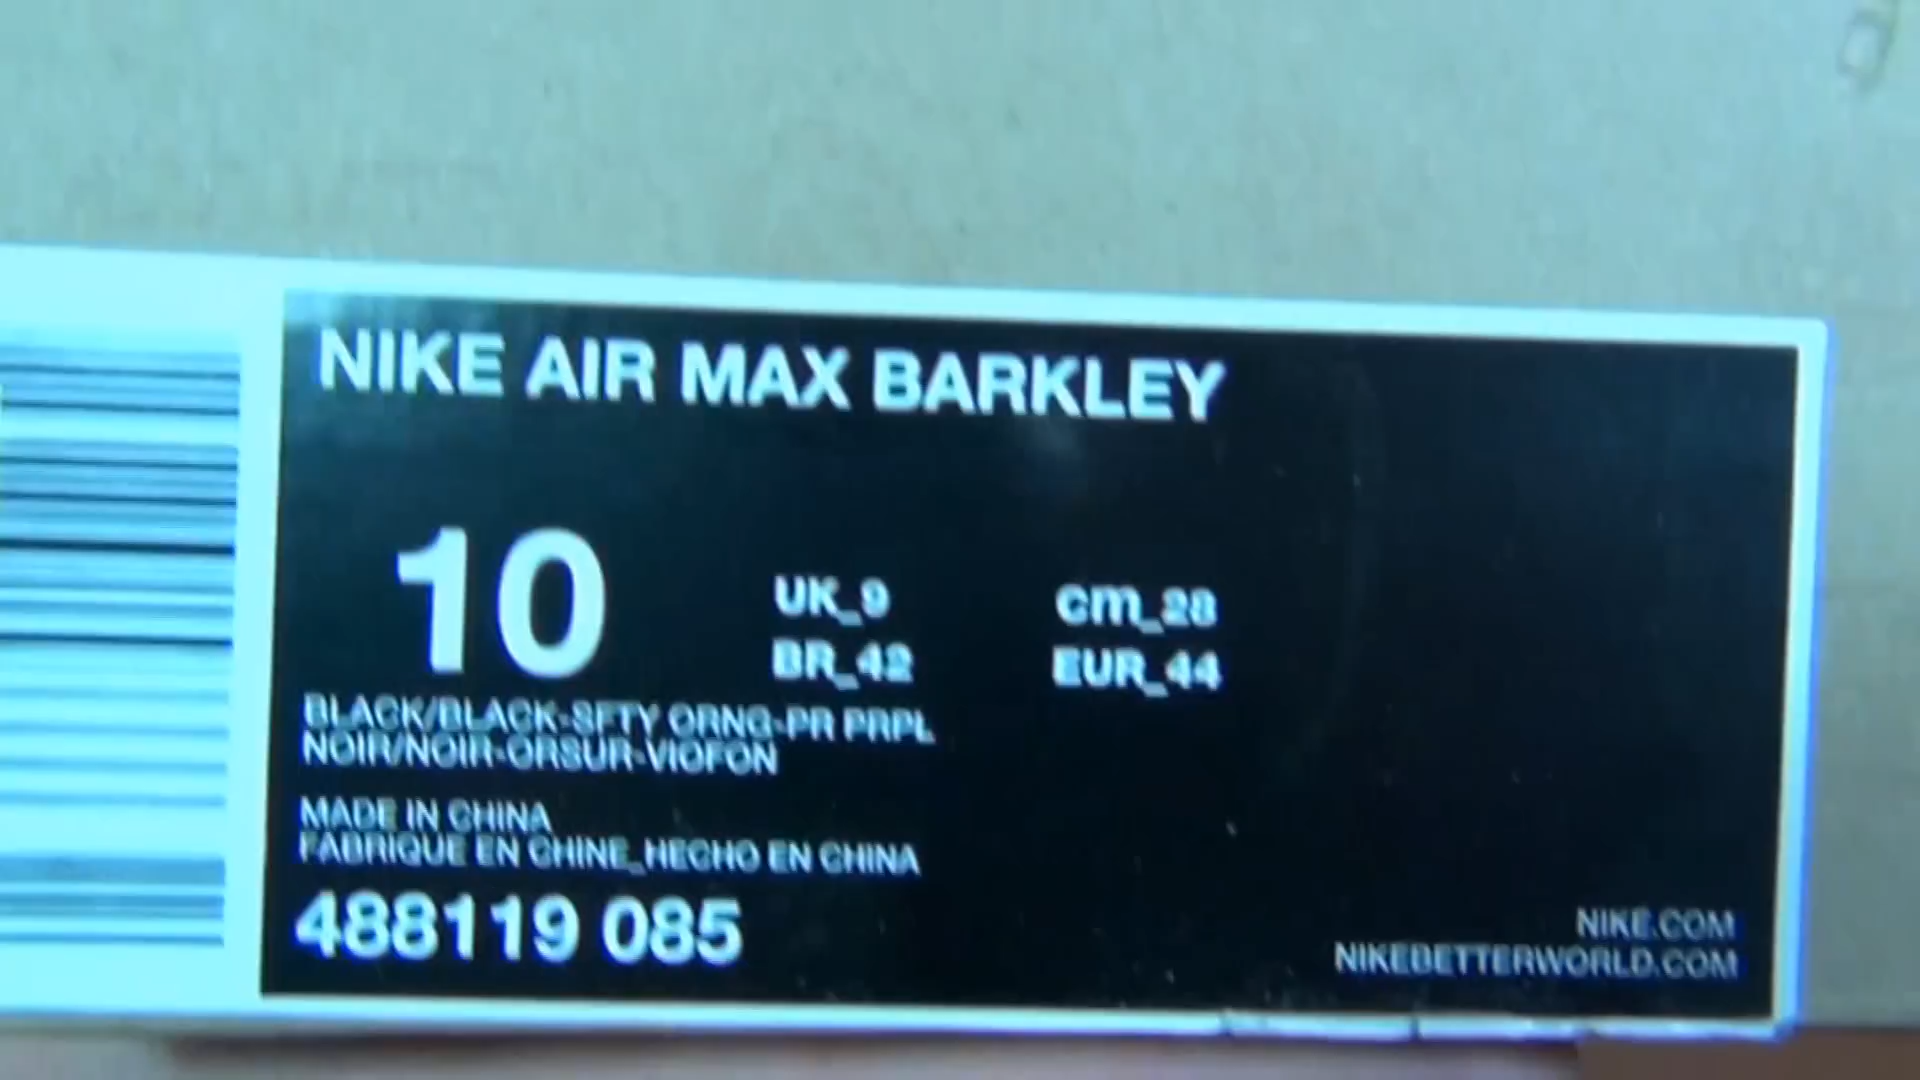 NIKE AIR MAX BARKLEY
10
UK_9 cm_28
BR_42 EUR_44
BLACK/BLACK-SFTY ORNG-PR PRPL
NOIR/NOIR-ORSUR-VIOFON
MADE IN CHINA
FABRIQUE EN CHINE_HECHO EN CHINA
488119 085
NIKE.COM
NIKEBETTERWORLD.COM